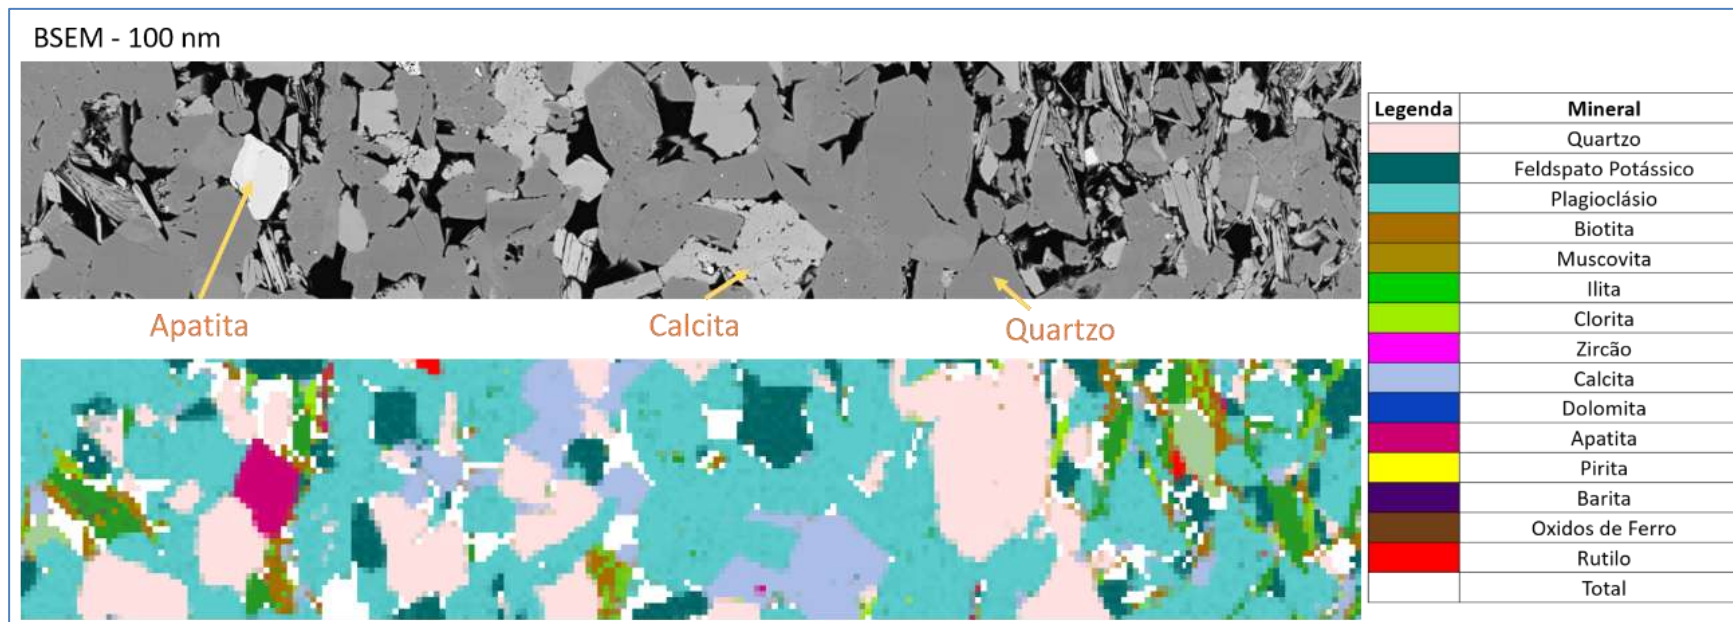 BSEM - 100 nm
Apatita
Calcita
Quartzo
Legenda Mineral
Quartzo
Feldspato Potássico
Plagioclásio
Biotita
Muscovita
Ilita
Clorita
Zircão
Calcita
Dolomita
Apatita
Pirita
Barita
Oxidos de Ferro
Rutilo
Total